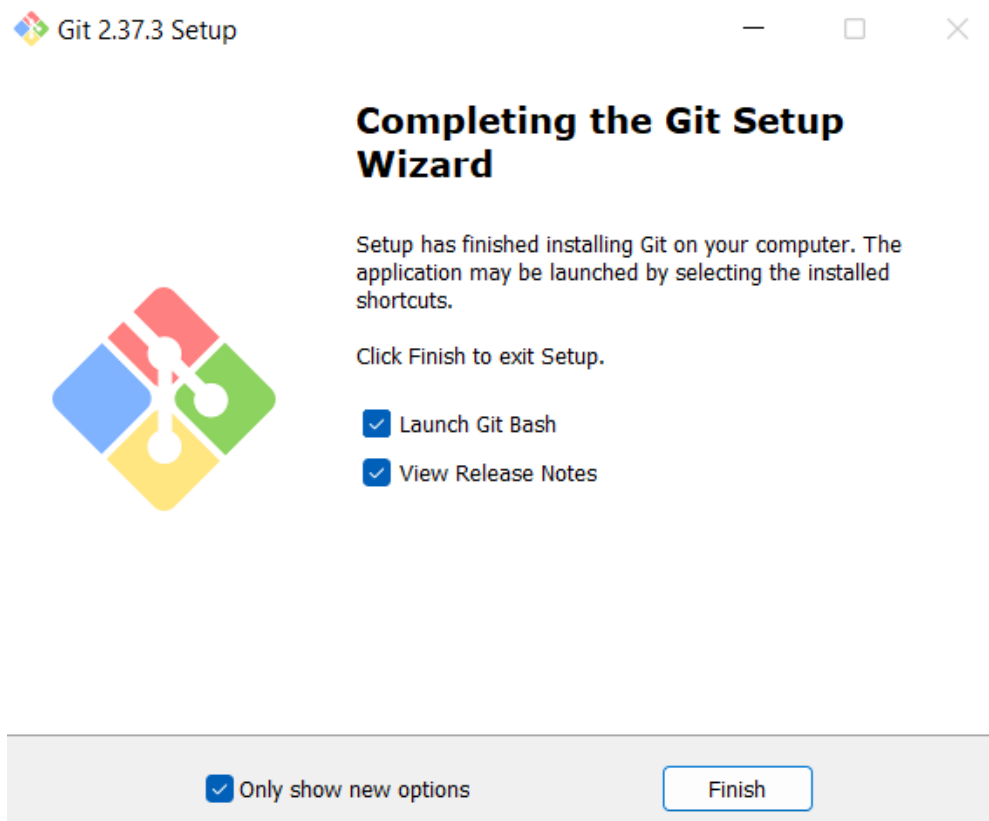 Git 2.37.3 Setup
Completing the Git Setup
Wizard
Setup has finished installing Git on your computer. The
application may be launched by selecting the installed
shortcuts.
Click Finish to exit Setup.
Launch Git Bash
View Release Notes
Only show new options
Finish